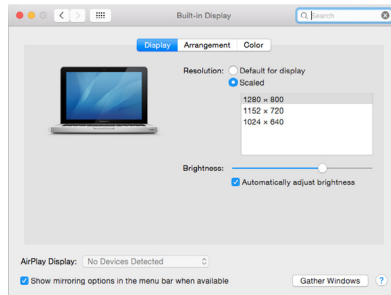 Built-in Display
Search
Display Arrangement Color
Resolution: Default for display
Scaled
1280 × 800
1152 × 720
1024 × 640
Brightness:
Automatically adjust brightness
AirPlay Display: No Devices Detected
Show mirroring options in the menu bar when available
Gather Windows ?